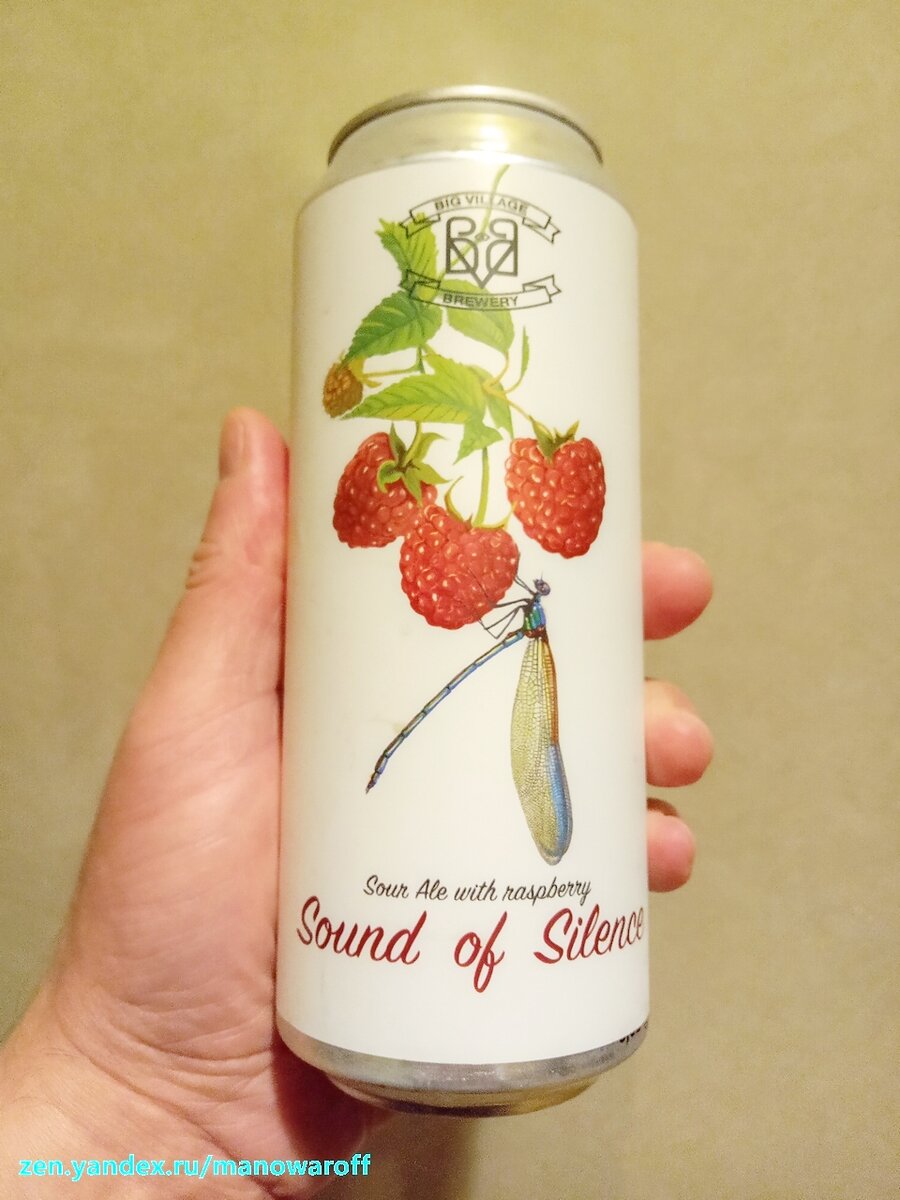 BIG VILLAGE
BREWERY
Sour Ale with raspberry
Sound of Silence
zen.yandex.ru/manowaroff